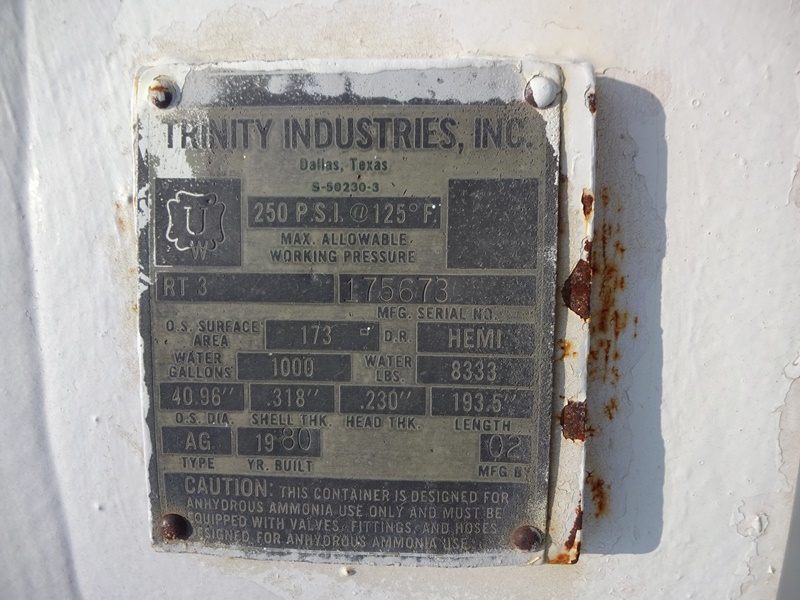 TRINITY INDUSTRIES, INC.
Dallas, Texas
S-50230-3
U
W
250 P.S.I. @ 125° F.
MAX. ALLOWABLE
WORKING PRESSURE
RT 3 175673
MFG. SERIAL NO.
O.S. SURFACE AREA 173 D.R. HEMI
WATER GALLONS 1000 WATER LBS. 8333
40.96" .318" .230" 193.5"
O.S. DIA. SHELL THK. HEAD THK. LENGTH
AG 1980 02
TYPE YR. BUILT MFG BY
CAUTION: THIS CONTAINER IS DESIGNED FOR
ANHYDROUS AMMONIA USE ONLY AND MUST BE
EQUIPPED WITH VALVES, FITTINGS, AND HOSES
DESIGNED FOR ANHYDROUS AMMONIA USE.